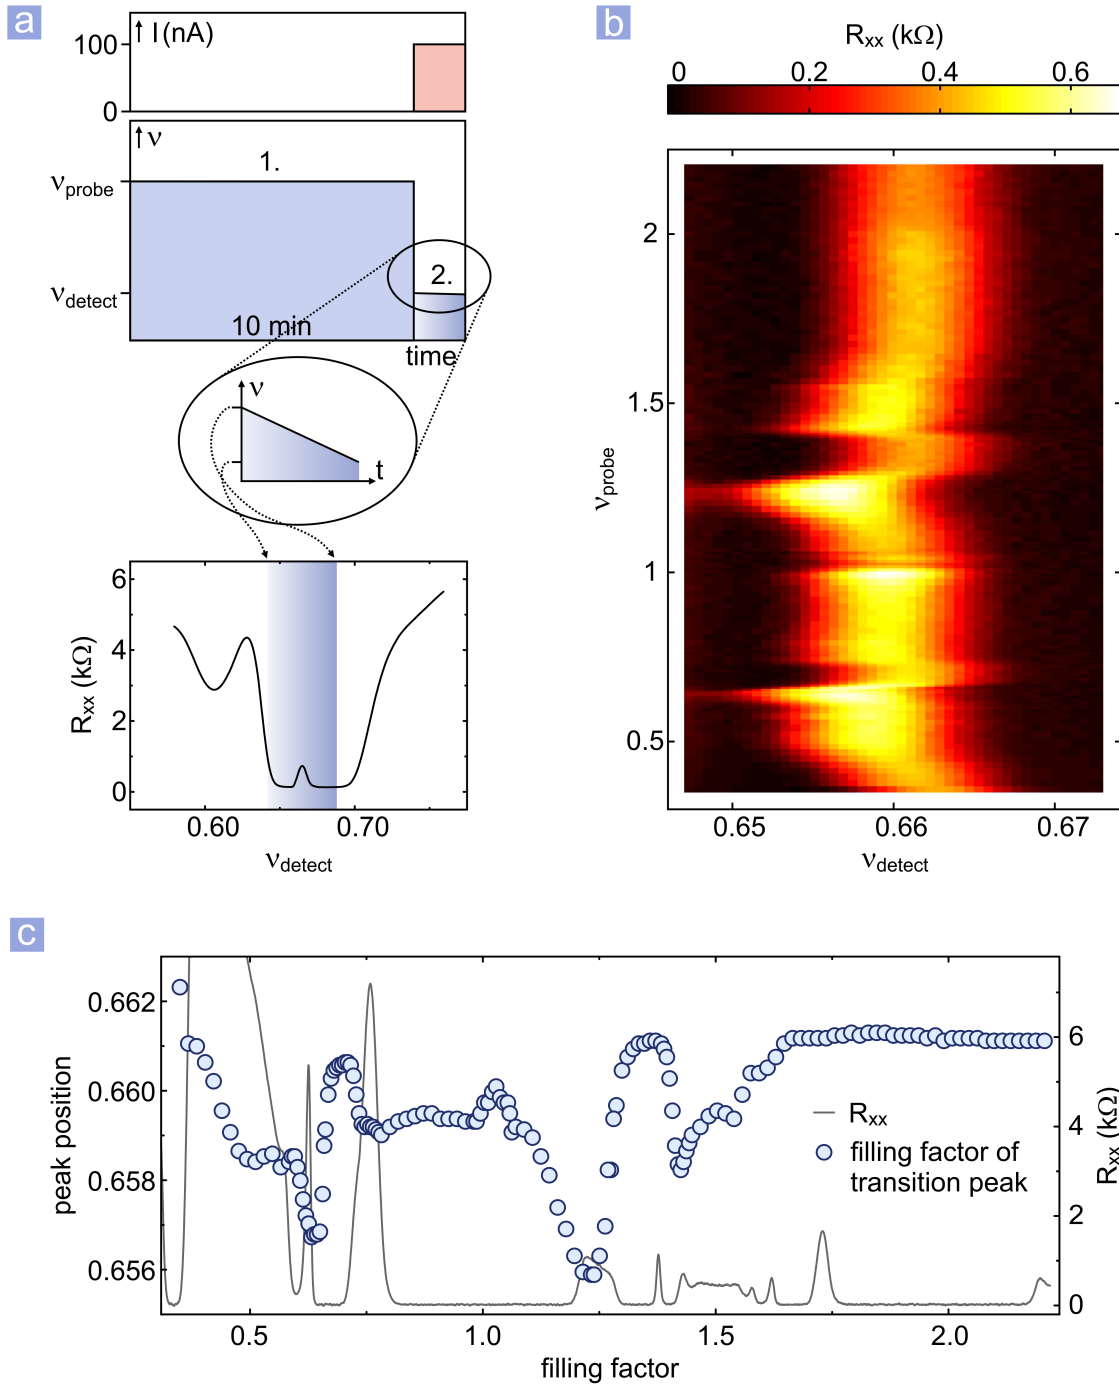 a
I (nA)
100
0
ν
1.
νprobe
2.
νdetect
10 min
time
ν
t
6
4
2
0
Rxx (kΩ)
0.60
0.70
νdetect
b
Rxx (kΩ)
0
0.2
0.4
0.6
2
1.5
1
0.5
νprobe
0.65
0.66
0.67
νdetect
c
0.662
0.660
0.658
0.656
peak position
6
4
2
0
Rxx (kΩ)
Rxx
filling factor of
transition peak
0.5
1.0
1.5
2.0
filling factor